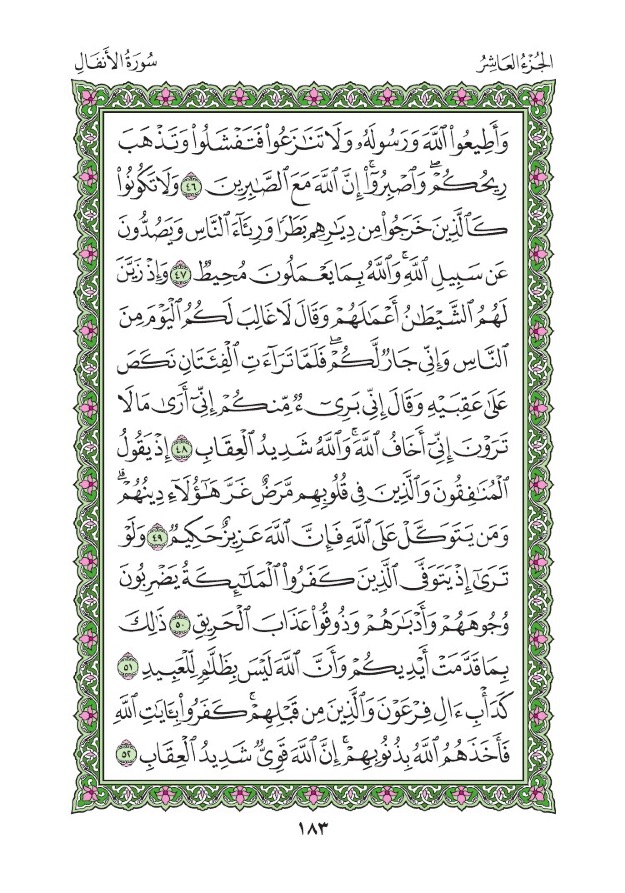 الجُزْءُ العَاشِرُ
سُورَةُ الأَنفَالِ
وَأَطِيعُواْ ٱللَّهَ وَرَسُولَهُۥ وَلَا تَنَٰزَعُواْ فَتَفْشَلُواْ وَتَذْهَبَ
رِيحُكُمْۖ وَٱصْبِرُوٓاْۚ إِنَّ ٱللَّهَ مَعَ ٱلصَّٰبِرِينَ ٤٦ وَلَا تَكُونُواْ
كَٱلَّذِينَ خَرَجُواْ مِن دِيَٰرِهِم بَطَرًا وَرِئَآءَ ٱلنَّاسِ وَيَصُدُّونَ
عَن سَبِيلِ ٱللَّهِۚ وَٱللَّهُ بِمَا يَعْمَلُونَ مُحِيطٌ ٤٧ وَإِذْ زَيَّنَ
لَهُمُ ٱلشَّيْطَٰنُ أَعْمَٰلَهُمْ وَقَالَ لَا غَالِبَ لَكُمُ ٱلْيَوْمَ مِنَ
ٱلنَّاسِ وَإِنِّي جَارٌ لَّكُمْۖ فَلَمَّا تَرَآءَتِ ٱلْفِئَتَانِ نَكَصَ
عَلَىٰ عَقِبَيْهِ وَقَالَ إِنِّي بَرِيٓءٌ مِّنكُمْ إِنِّيٓ أَرَىٰ مَا لَا
تَرَوْنَ إِنِّيٓ أَخَافُ ٱللَّهَۚ وَٱللَّهُ شَدِيدُ ٱلْعِقَابِ ٤٨ إِذْ يَقُولُ
ٱلْمُنَٰفِقُونَ وَٱلَّذِينَ فِي قُلُوبِهِم مَّرَضٌ غَرَّ هَٰٓؤُلَآءِ دِينُهُمْۗ
وَمَن يَتَوَكَّلْ عَلَى ٱللَّهِ فَإِنَّ ٱللَّهَ عَزِيزٌ حَكِيمٌ ٤٩ وَلَوْ
تَرَىٰٓ إِذْ يَتَوَفَّى ٱلَّذِينَ كَفَرُواْ ٱلْمَلَٰٓئِكَةُ يَضْرِبُونَ
وُجُوهَهُمْ وَأَدْبَٰرَهُمْ وَذُوقُواْ عَذَابَ ٱلْحَرِيقِ ٥٠ ذَٰلِكَ
بِمَا قَدَّمَتْ أَيْدِيكُمْ وَأَنَّ ٱللَّهَ لَيْسَ بِظَلَّٰمٍ لِّلْعَبِيدِ ٥١
كَدَأْبِ ءَالِ فِرْعَوْنَ وَٱلَّذِينَ مِن قَبْلِهِمْۚ كَفَرُواْ بِـَٔايَٰتِ ٱللَّهِ
فَأَخَذَهُمُ ٱللَّهُ بِذُنُوبِهِمْۚ إِنَّ ٱللَّهَ قَوِيٌّ شَدِيدُ ٱلْعِقَابِ ٥٢
١٨٣